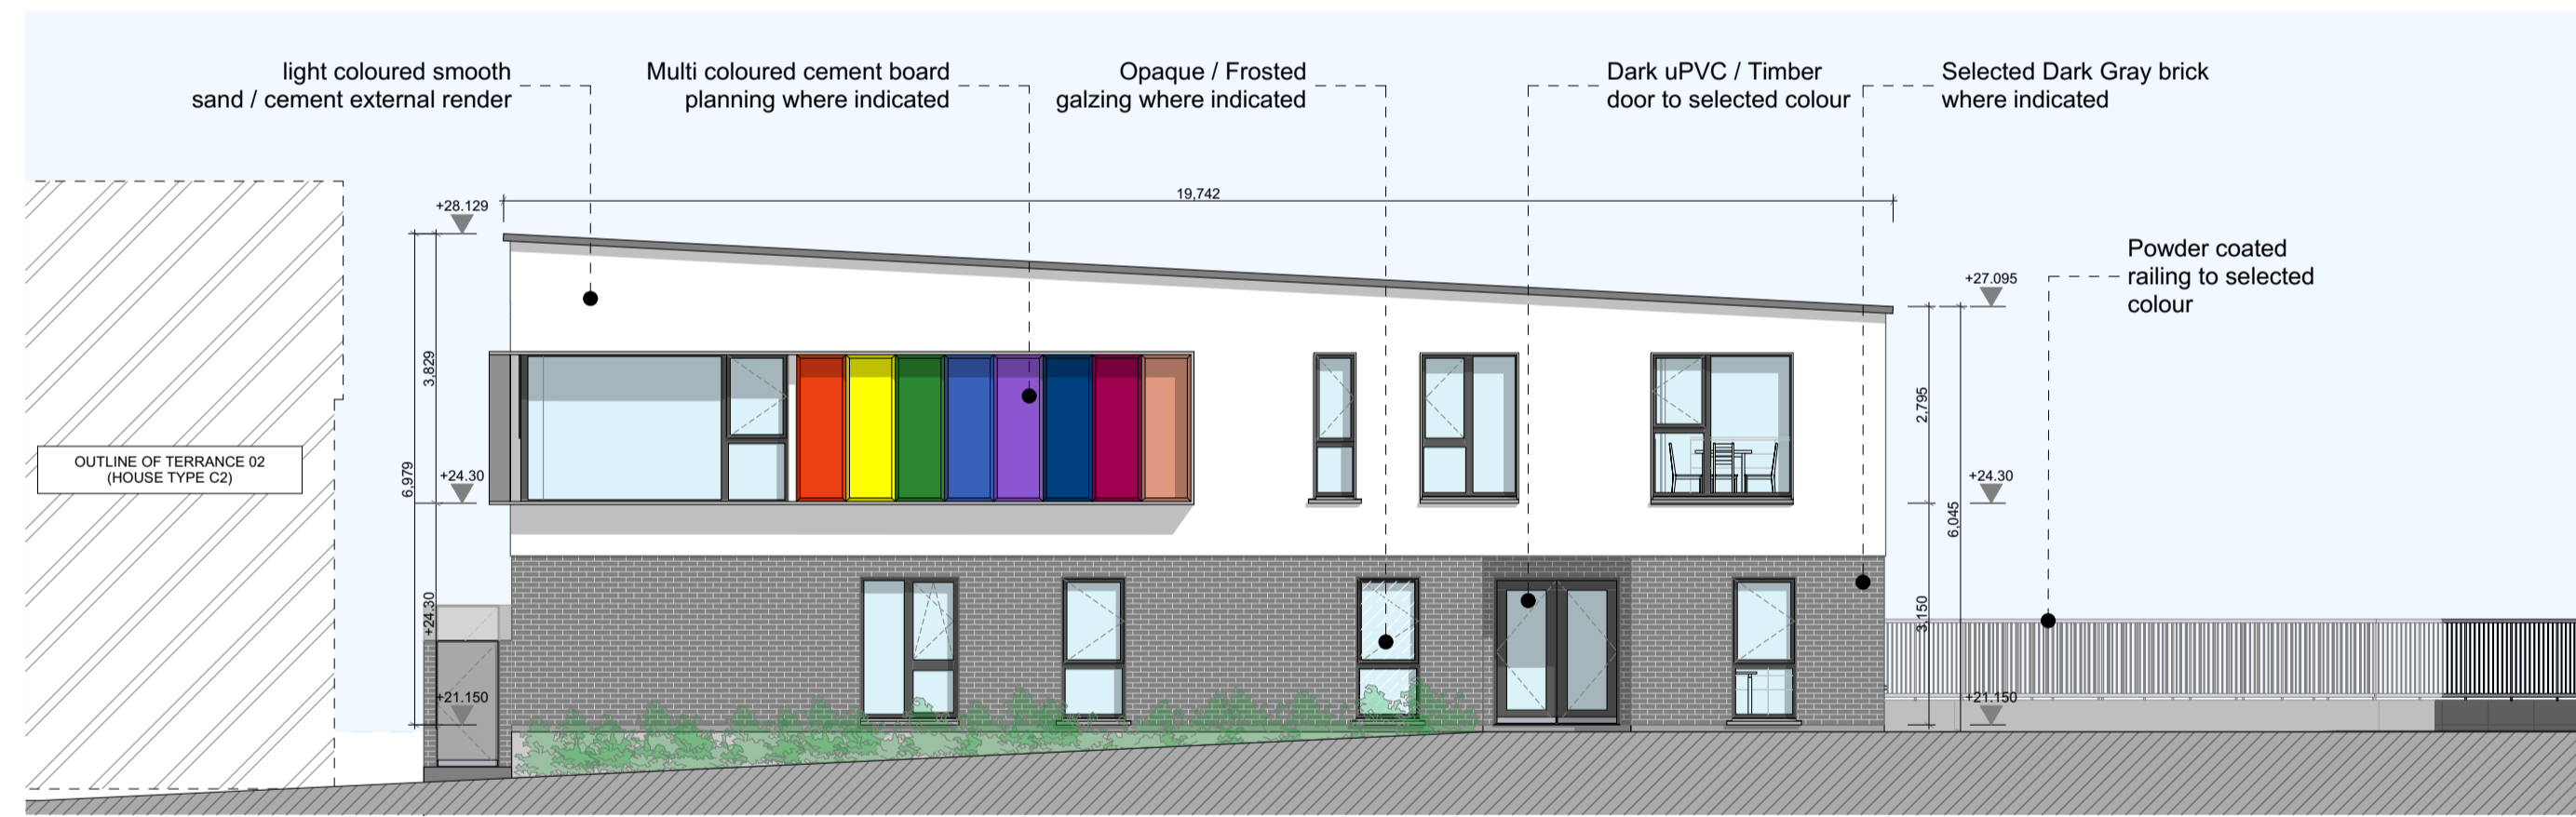 light coloured smooth
sand / cement external render
Multi coloured cement board
planning where indicated
Opaque / Frosted
galzing where indicated
Dark uPVC / Timber
door to selected colour
Selected Dark Gray brick
where indicated
Powder coated
railing to selected
colour
19,742
+28.129
+27.095
3,829
6,979
+24.30
+24.30
+21.150
2,795
+24.30
6,045
3,150
+21.150
OUTLINE OF TERRANCE 02
(HOUSE TYPE C2)